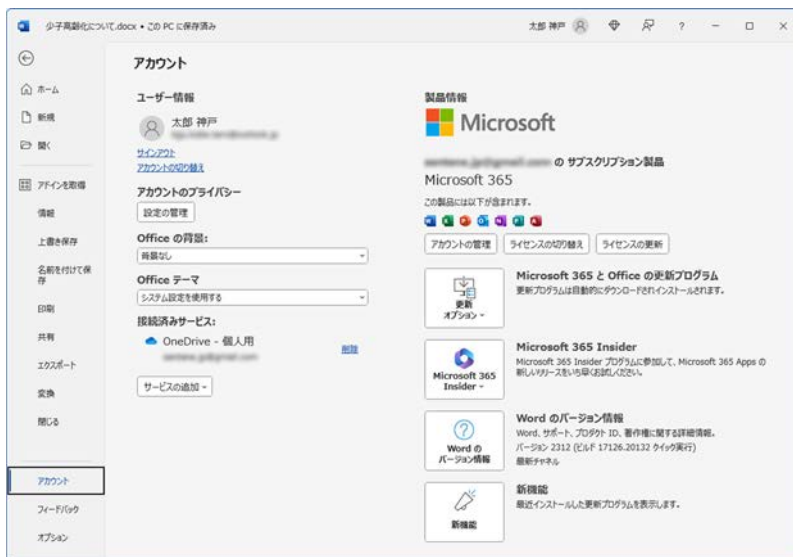 少子高齢化について.docx • この PC に保存済み
太郎 神戸
?
ホーム
新規
開く
アドインを取得
情報
上書き保存
名前を付けて保
存
印刷
共有
エクスポート
変換
閉じる
アカウント
フィードバック
オプション
アカウント
ユーザー情報
太郎 神戸
サインアウト
アカウントの切り替え
アカウントのプライバシー
設定の管理
Office の背景:
背景なし
Office テーマ
システム設定を使用する
接続済みサービス:
OneDrive - 個人用
削除
サービスの追加
製品情報
Microsoft
の サブスクリプション製品
Microsoft 365
この製品には以下が含まれます。
アカウントの管理
ライセンスの切り替え
ライセンスの更新
更新
オプション
Microsoft 365 と Office の更新プログラム
更新プログラムは自動的にダウンロードされインストールされます。
Microsoft 365
Insider
Microsoft 365 Insider
Microsoft 365 Insider プログラムに参加して、Microsoft 365 Apps の
新しいリリースをいち早くお試しください。
Word の
バージョン情報
Word のバージョン情報
Word、サポート、プロダクト ID、著作権に関する詳細情報。
バージョン 2312 (ビルド 17126.20132 クイック実行)
最新チャネル
新機能
新機能
最近インストールした更新プログラムを表示します。